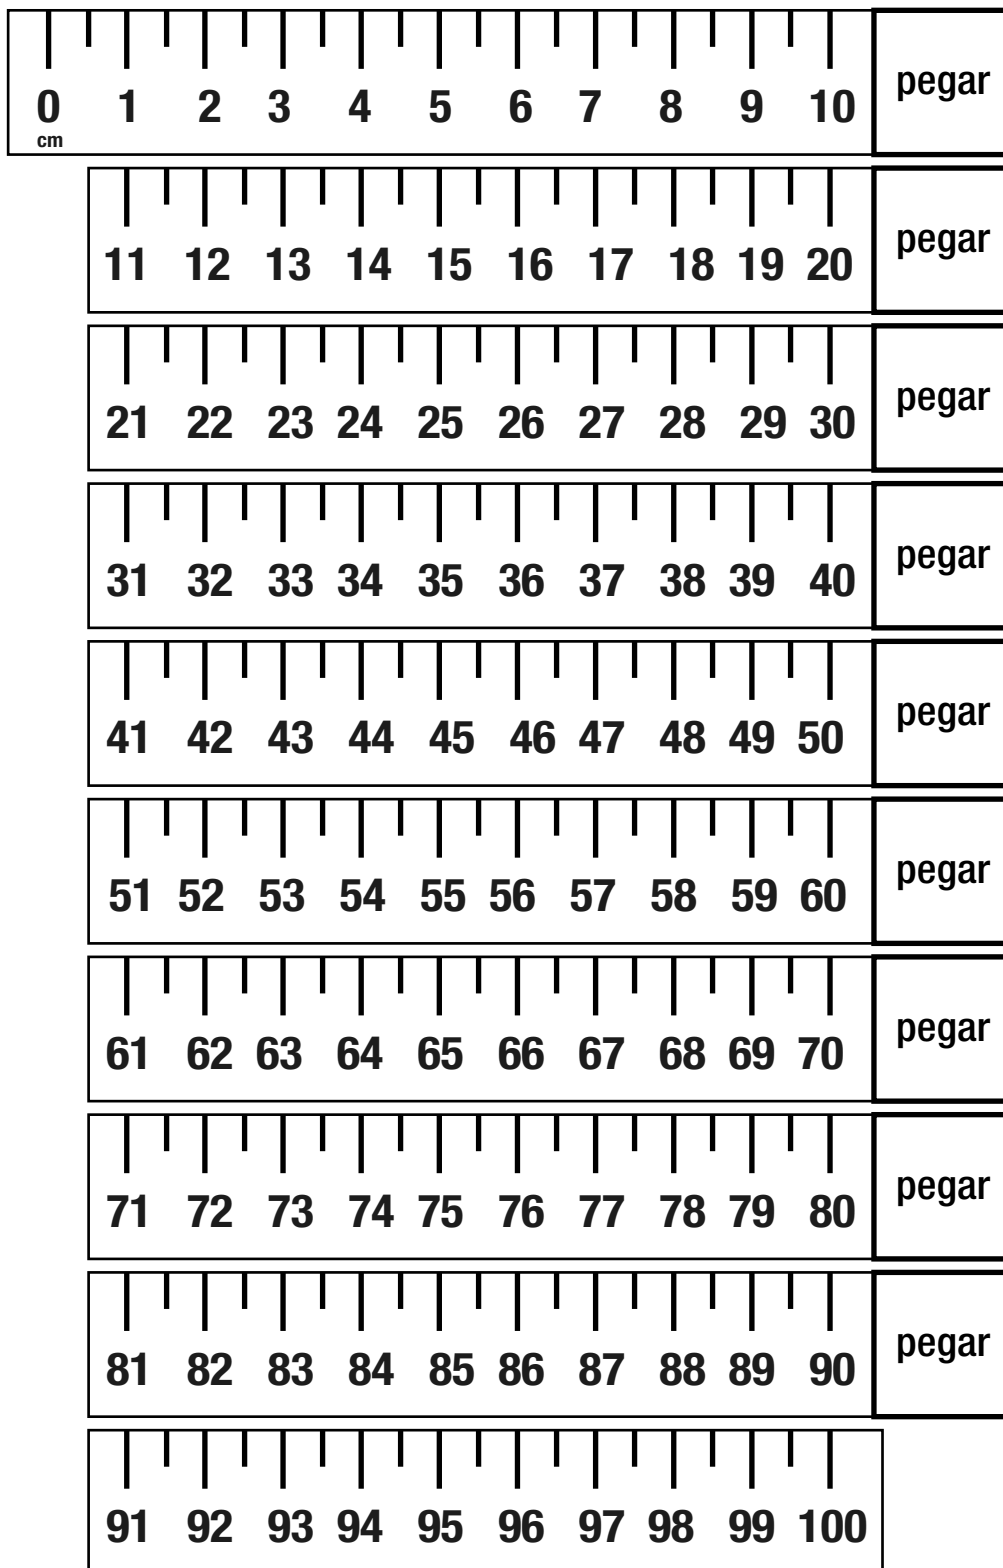 0 1 2 3 4 5 6 7 8 9 10 pegar
cm
11 12 13 14 15 16 17 18 19 20 pegar
21 22 23 24 25 26 27 28 29 30 pegar
31 32 33 34 35 36 37 38 39 40 pegar
41 42 43 44 45 46 47 48 49 50 pegar
51 52 53 54 55 56 57 58 59 60 pegar
61 62 63 64 65 66 67 68 69 70 pegar
71 72 73 74 75 76 77 78 79 80 pegar
81 82 83 84 85 86 87 88 89 90 pegar
91 92 93 94 95 96 97 98 99 100